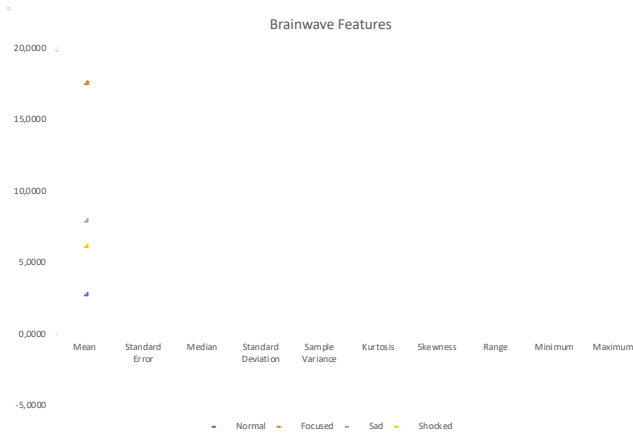 Brainwave Features
20,0000
15,0000
10,0000
5,0000
0,0000
-5,0000
Mean
Standard
Error
Median
Standard
Deviation
Sample
Variance
Kurtosis
Skewness
Range
Minimum
Maximum
Normal Focused Sad Shocked